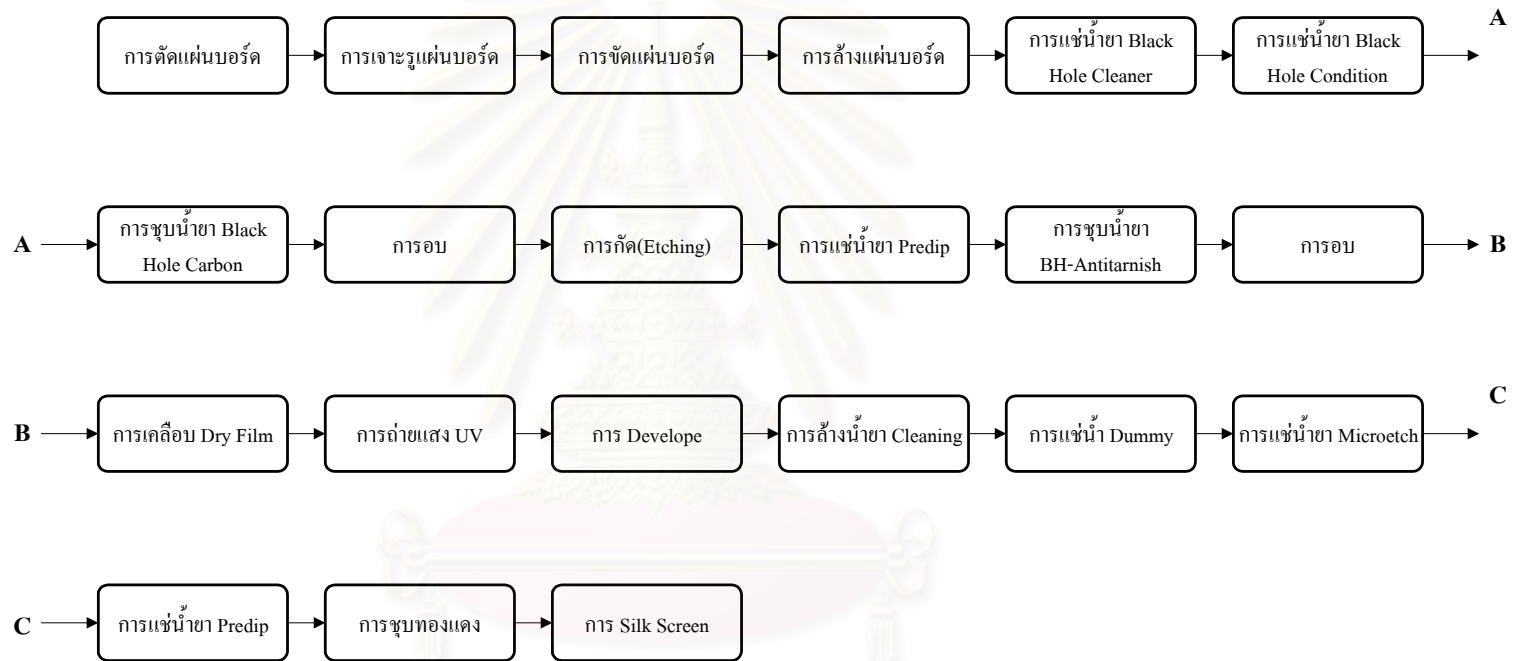 การตัดแผ่นบอร์ด
การเจาะรูแผ่นบอร์ด
การขัดแผ่นบอร์ด
การล้างแผ่นบอร์ด
การแช่น้ำยา Black
Hole Cleaner
การแช่น้ำยา Black
Hole Condition
A
A
การชุบน้ำยา Black
Hole Carbon
การอบ
การกัด(Etching)
การแช่น้ำยา Predip
การชุบน้ำยา
BH-Antitarnish
การอบ
B
B
การเคลือบ Dry Film
การถ่ายแสง UV
การ Develope
การล้างน้ำยา Cleaning
การแช่น้ำ Dummy
การแช่น้ำยา Microetch
C
C
การแช่น้ำยา Predip
การชุบทองแดง
การ Silk Screen